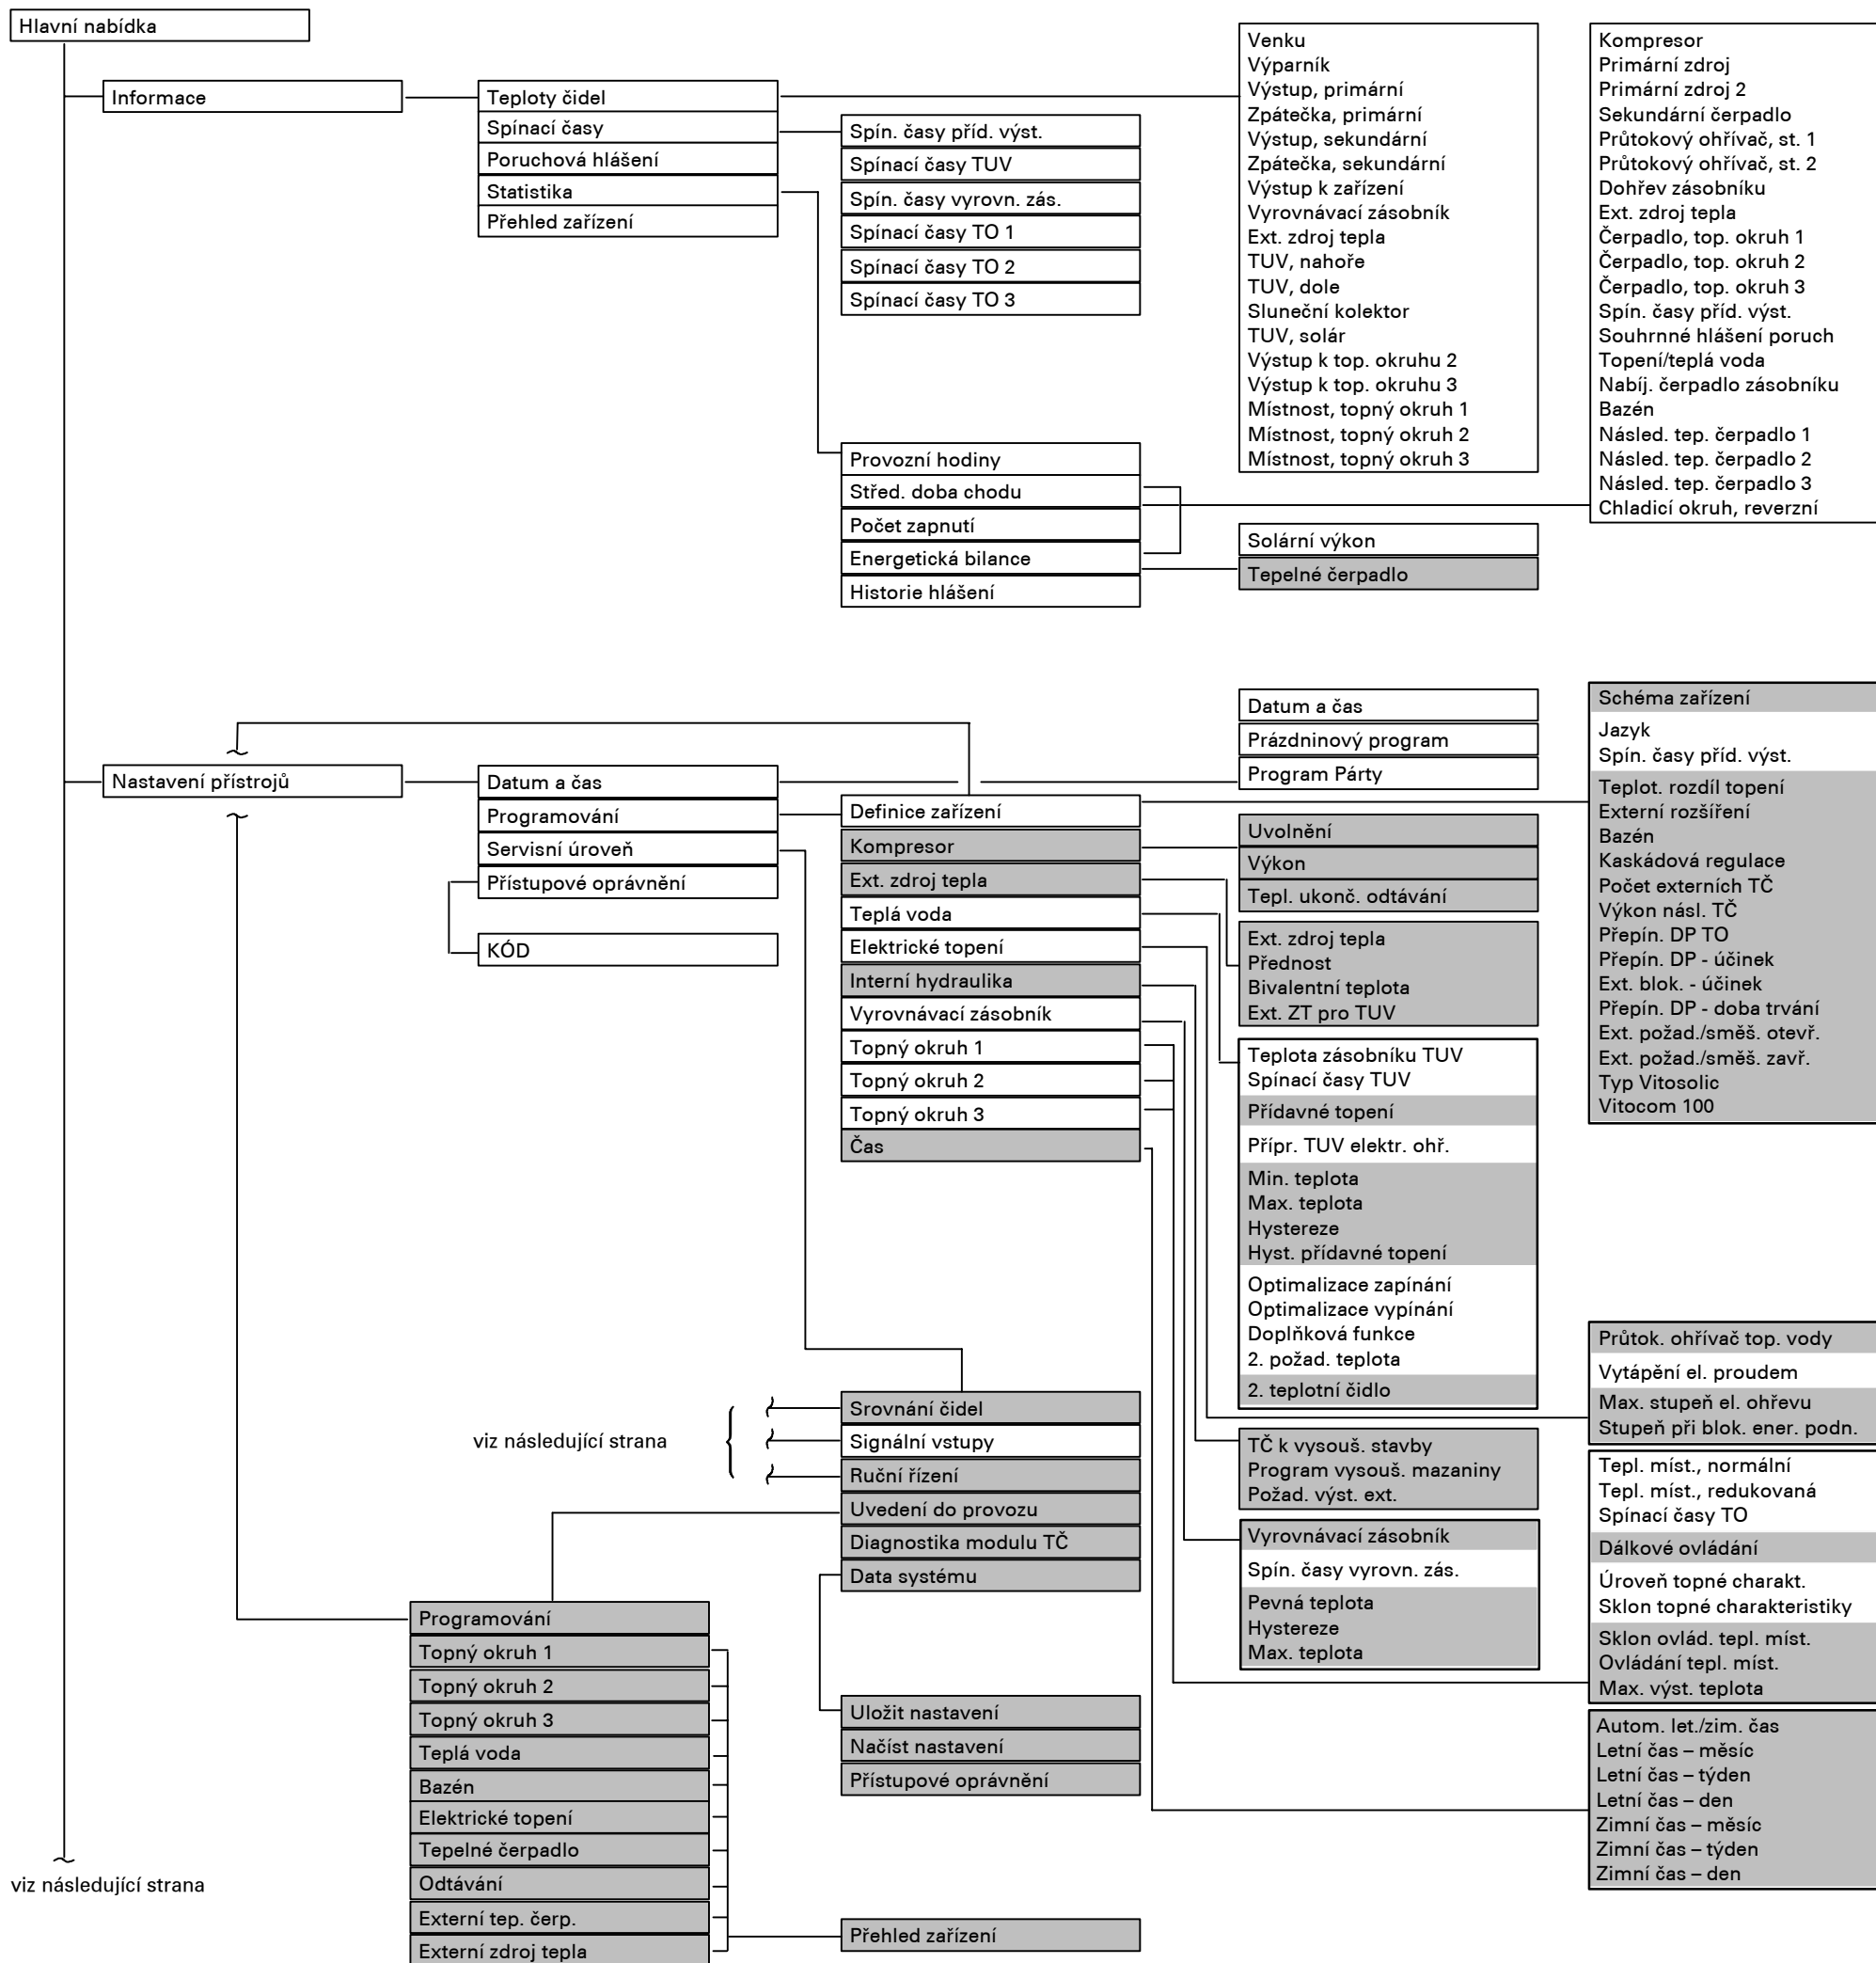 Hlavní nabídka
Informace
Teploty čidel
Spínací časy
Poruchová hlášení
Statistika
Přehled zařízení
Spín. časy příd. výst.
Spínací časy TUV
Spín. časy vyrovn. zás.
Spínací časy TO 1
Spínací časy TO 2
Spínací časy TO 3
Provozní hodiny
Střed. doba chodu
Počet zapnutí
Energetická bilance
Historie hlášení
Venku
Výparník
Výstup, primární
Zpátečka, primární
Výstup, sekundární
Zpátečka, sekundární
Výstup k zařízení
Vyrovnávací zásobník
Ext. zdroj tepla
TUV, nahoře
TUV, dole
Sluneční kolektor
TUV, solár
Výstup k top. okruhu 2
Výstup k top. okruhu 3
Místnost, topný okruh 1
Místnost, topný okruh 2
Místnost, topný okruh 3
Solární výkon
Tepelné čerpadlo
Kompresor
Primární zdroj
Primární zdroj 2
Sekundární čerpadlo
Průtokový ohřívač, st. 1
Průtokový ohřívač, st. 2
Dohřev zásobníku
Ext. zdroj tepla
Čerpadlo, top. okruh 1
Čerpadlo, top. okruh 2
Čerpadlo, top. okruh 3
Spín. časy příd. výst.
Souhrnné hlášení poruch
Topení/teplá voda
Nabíj. čerpadlo zásobníku
Bazén
Násled. tep. čerpadlo 1
Násled. tep. čerpadlo 2
Násled. tep. čerpadlo 3
Chladicí okruh, reverzní
Nastavení přístrojů
Datum a čas
Programování
Servisní úroveň
Přístupové oprávnění
KÓD
Definice zařízení
Kompresor
Ext. zdroj tepla
Teplá voda
Elektrické topení
Interní hydraulika
Vyrovnávací zásobník
Topný okruh 1
Topný okruh 2
Topný okruh 3
Čas
Datum a čas
Prázdninový program
Program Párty
Uvolnění
Výkon
Tepl. ukonč. odtávání
Ext. zdroj tepla
Přednost
Bivalentní teplota
Ext. ZT pro TUV
Teplota zásobníku TUV
Spínací časy TUV
Přídavné topení
Přípr. TUV elektr. ohř.
Min. teplota
Max. teplota
Hystereze
Hyst. přídavné topení
Optimalizace zapínání
Optimalizace vypínání
Doplňková funkce
2. požad. teplota
2. teplotní čidlo
TČ k vysouš. stavby
Program vysouš. mazaniny
Požad. výst. ext.
Vyrovnávací zásobník
Spín. časy vyrovn. zás.
Pevná teplota
Hystereze
Max. teplota
Schéma zařízení
Jazyk
Spín. časy příd. výst.
Teplot. rozdíl topení
Externí rozšíření
Bazén
Kaskádová regulace
Počet externích TČ
Výkon násl. TČ
Přepín. DP TO
Přepín. DP - účinek
Ext. blok. - účinek
Přepín. DP - doba trvání
Ext. požad./směš. otevř.
Ext. požad./směš. zavř.
Typ Vitosolic
Vitocom 100
Průtok. ohřívač top. vody
Vytápění el. proudem
Max. stupeň el. ohřevu
Stupeň při blok. ener. podn.
Tepl. míst., normální
Tepl. míst., redukovaná
Spínací časy TO
Dálkové ovládání
Úroveň topné charakt.
Sklon topné charakteristiky
Sklon ovlád. tepl. míst.
Ovládání tepl. míst.
Max. výst. teplota
Autom. let./zim. čas
Letní čas – měsíc
Letní čas – týden
Letní čas – den
Zimní čas – měsíc
Zimní čas – týden
Zimní čas – den
viz následující strana
Srovnání čidel
Signální vstupy
Ruční řízení
Uvedení do provozu
Diagnostika modulu TČ
Data systému
Uložit nastavení
Načíst nastavení
Přístupové oprávnění
Programování
Topný okruh 1
Topný okruh 2
Topný okruh 3
Teplá voda
Bazén
Elektrické topení
Tepelné čerpadlo
Odtávání
Externí tep. čerp.
Externí zdroj tepla
Přehled zařízení
viz následující strana